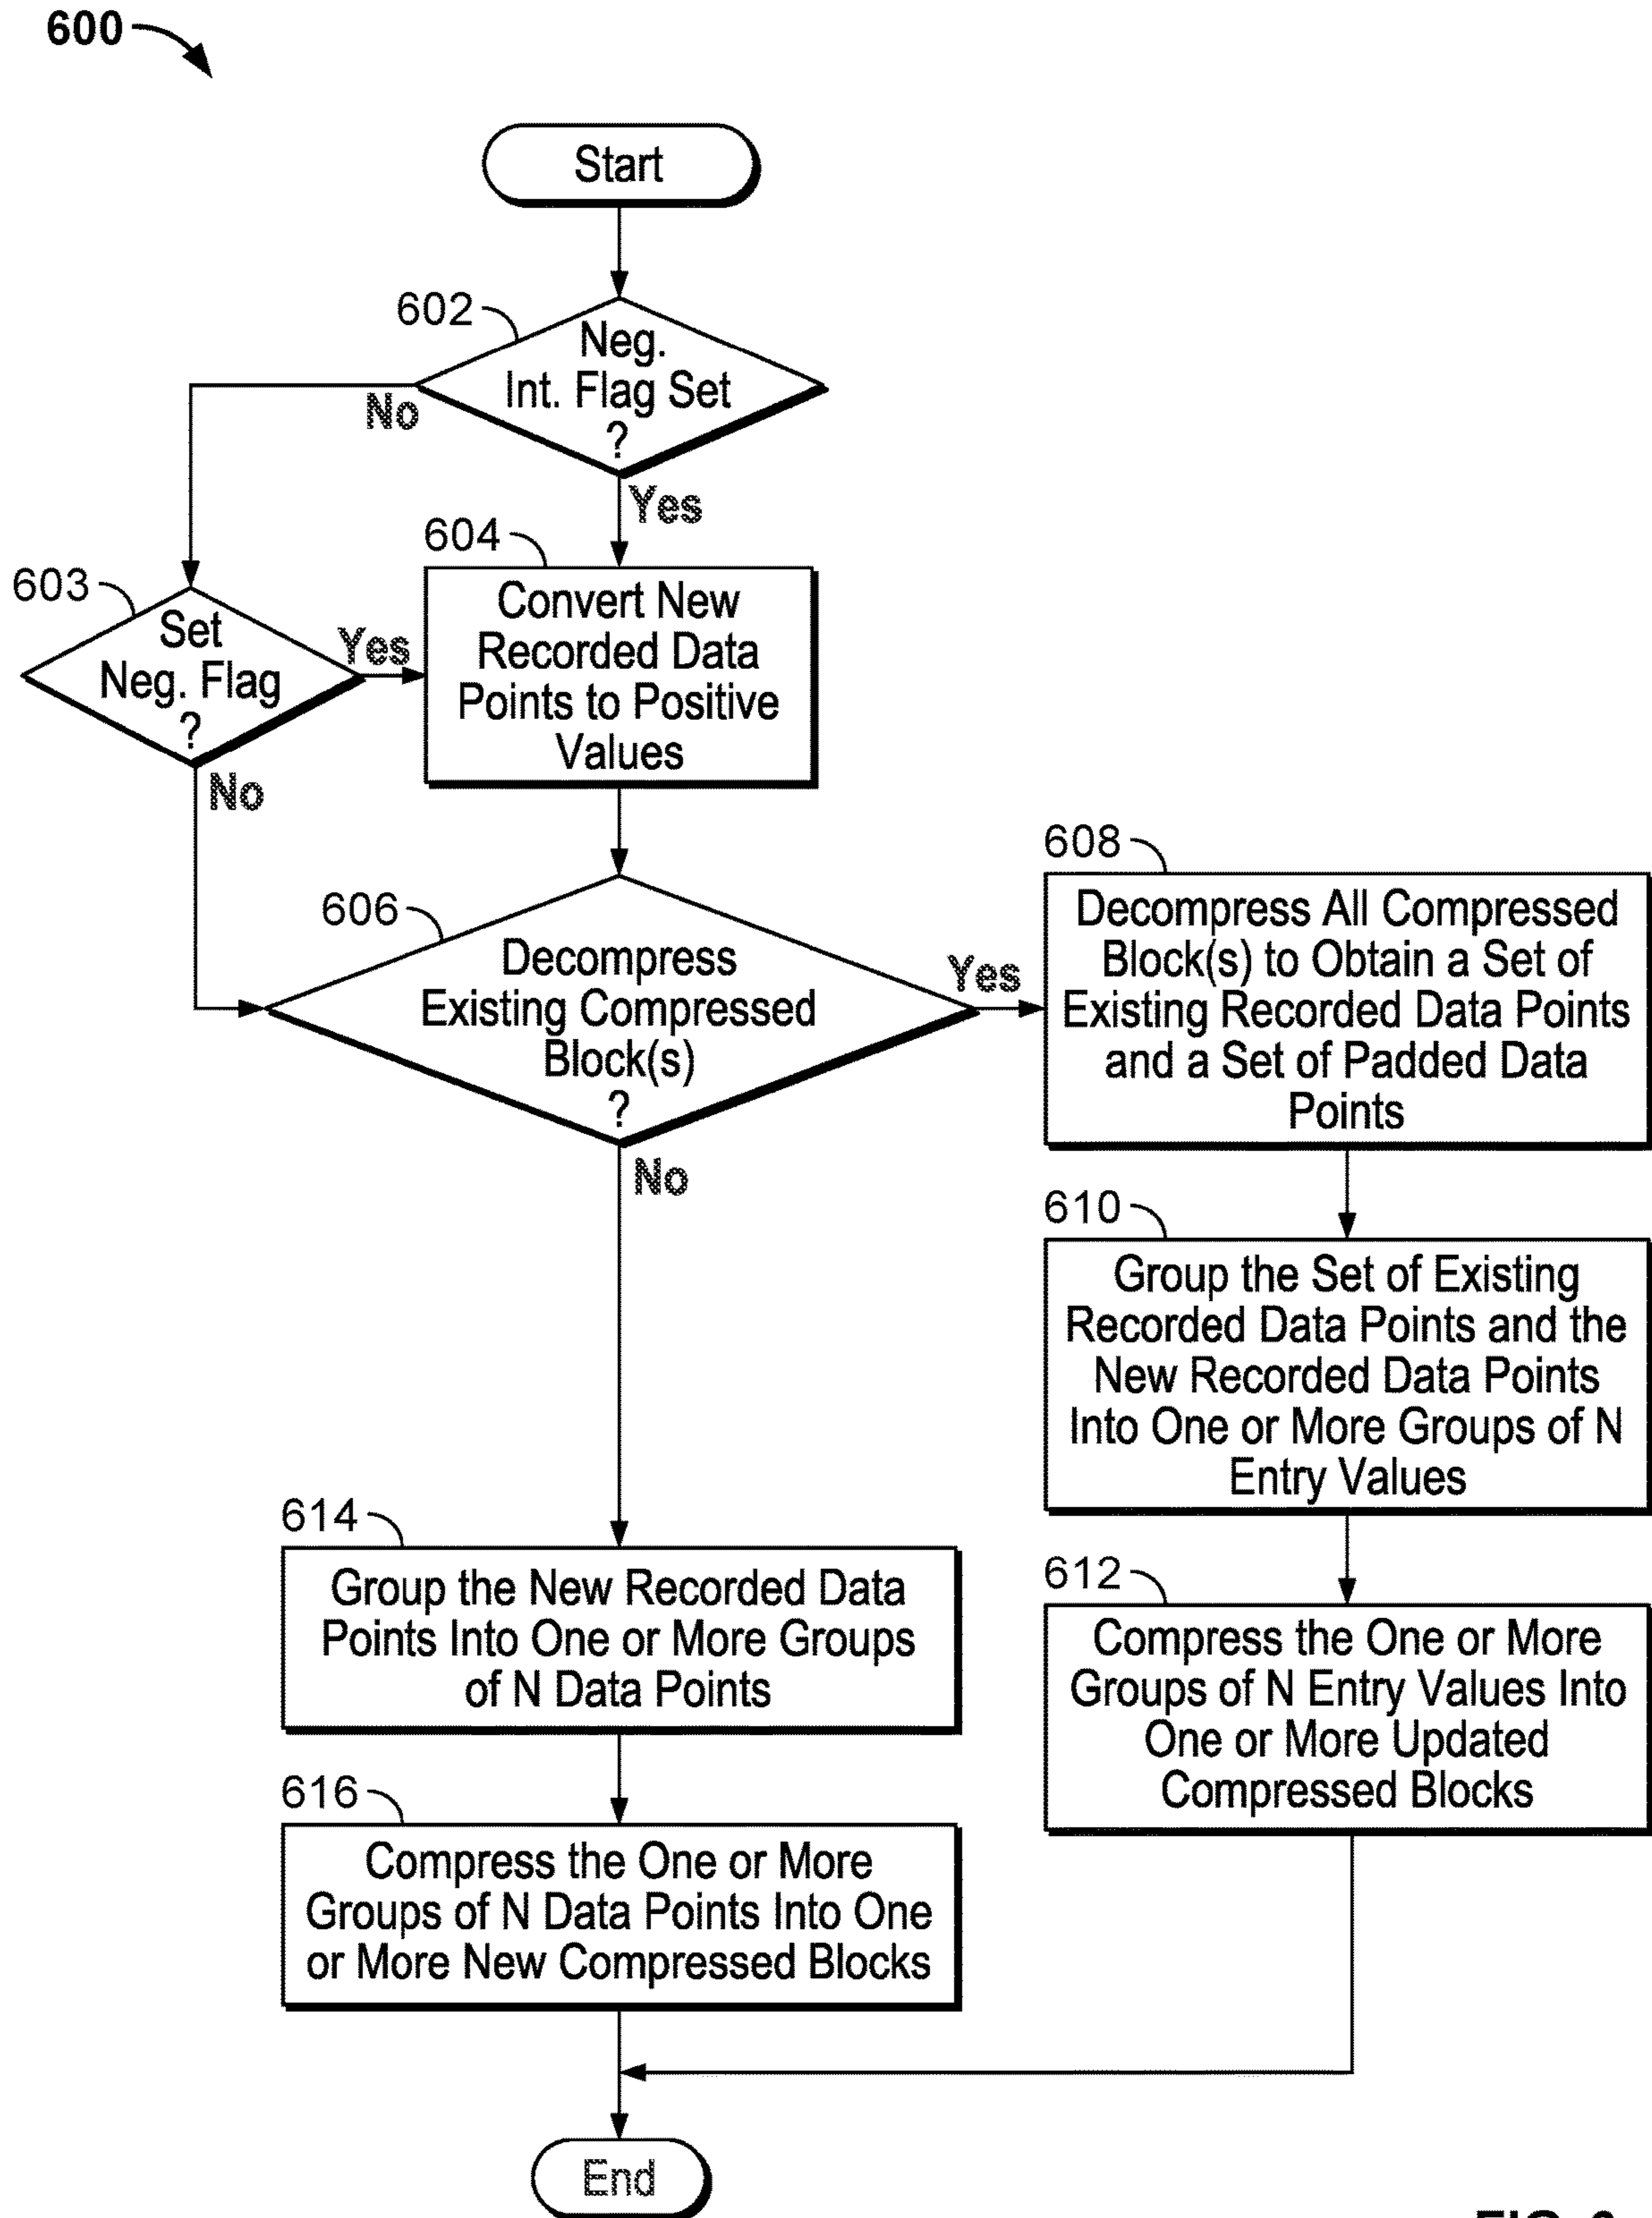 600
Start
602
Neg.
Int. Flag Set
?
No
Yes
603
Set
Neg. Flag
?
Yes
No
604
Convert New
Recorded Data
Points to Positive
Values
606
Decompress
Existing Compressed
Block(s)
?
Yes
No
608
Decompress All Compressed
Block(s) to Obtain a Set of
Existing Recorded Data Points
and a Set of Padded Data
Points
610
Group the Set of Existing
Recorded Data Points and the
New Recorded Data Points
Into One or More Groups of N
Entry Values
612
Compress the One or More
Groups of N Entry Values Into
One or More Updated
Compressed Blocks
614
Group the New Recorded Data
Points Into One or More Groups
of N Data Points
616
Compress the One or More
Groups of N Data Points Into One
or More New Compressed Blocks
End